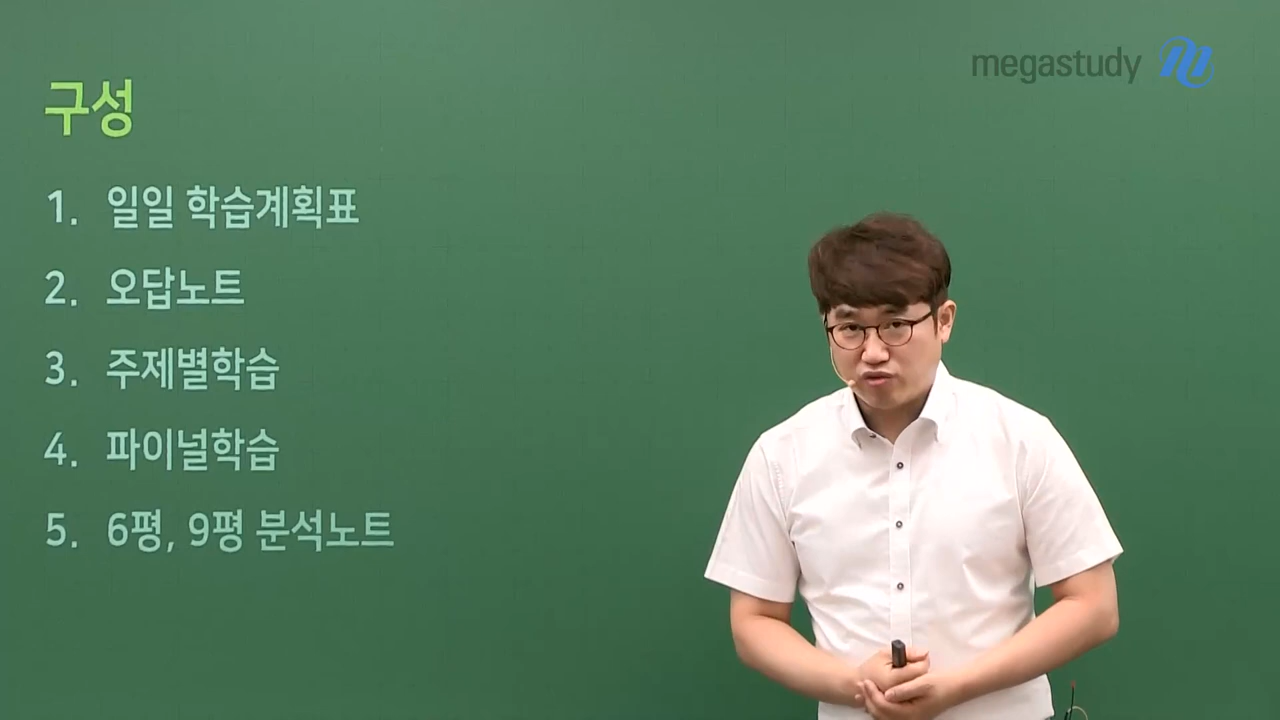 megastudy
구성
1. 일일 학습계획표
2. 오답노트
3. 주제별학습
4. 파이널학습
5. 6평, 9평 분석노트